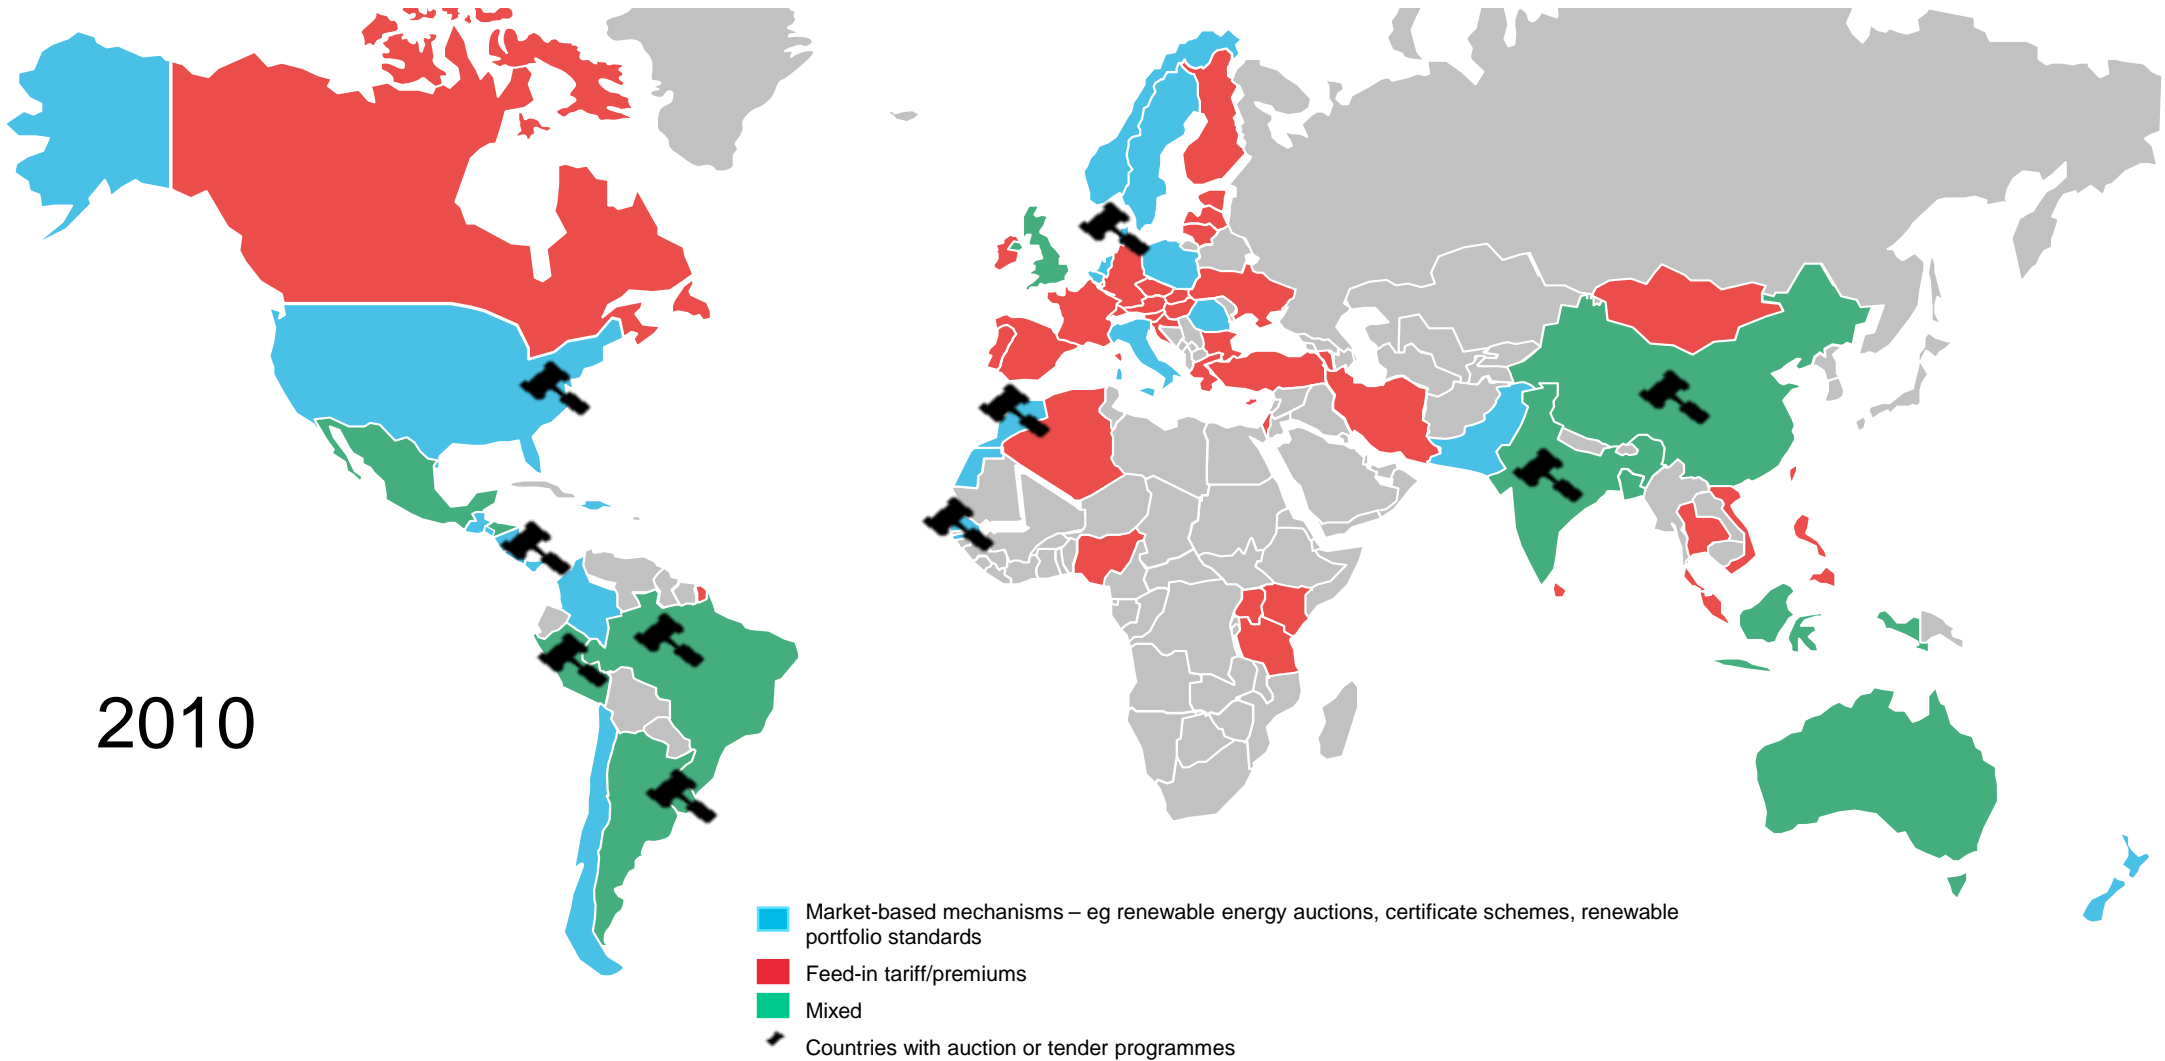 2010
Market-based mechanisms – eg renewable energy auctions, certificate schemes, renewable
portfolio standards
Feed-in tariff/premiums
Mixed
Countries with auction or tender programmes